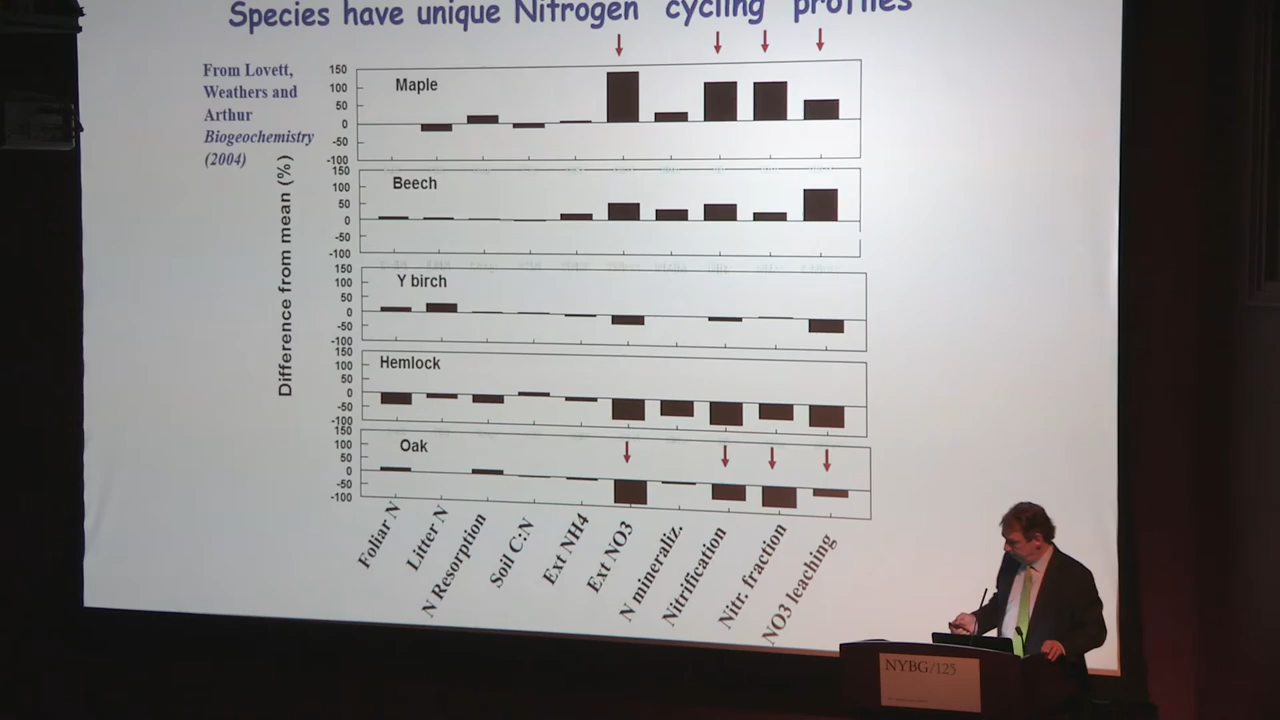 Species have unique Nitrogen cycling profiles
From Lovett,
Weathers and
Arthur
Biogeochemistry
(2004)
Difference from mean (%)
Maple
150
100
50
0
-50
-100
Beech
150
100
50
0
-50
-100
Y birch
150
100
50
0
-50
-100
Hemlock
150
100
50
0
-50
-100
Oak
150
100
50
0
-50
-100
Foliar N
Litter N
N Resorption
Soil C:N
Ext NH4
Ext NO3
N mineraliz.
Nitrification
Nitr. fraction
NO3 leaching
NYBG/125